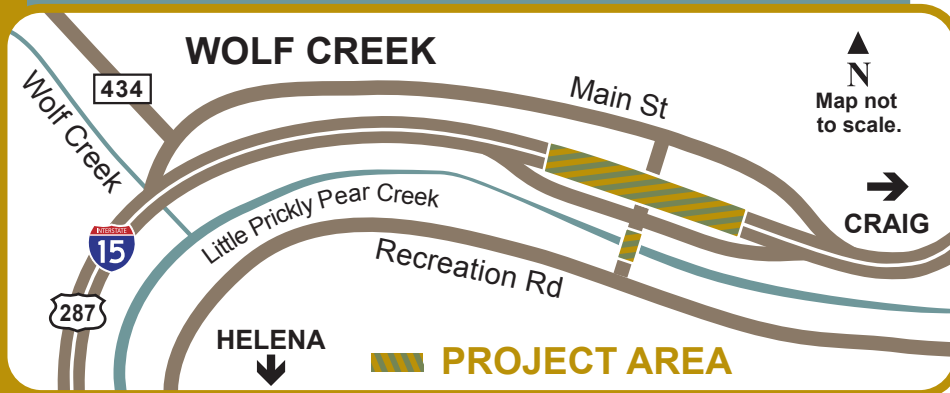 WOLF CREEK
434
Wolf Creek
Main St
N
Map not
to scale.
CRAIG
Little Prickly Pear Creek
INTERSTATE
15
Recreation Rd
287
HELENA
PROJECT AREA